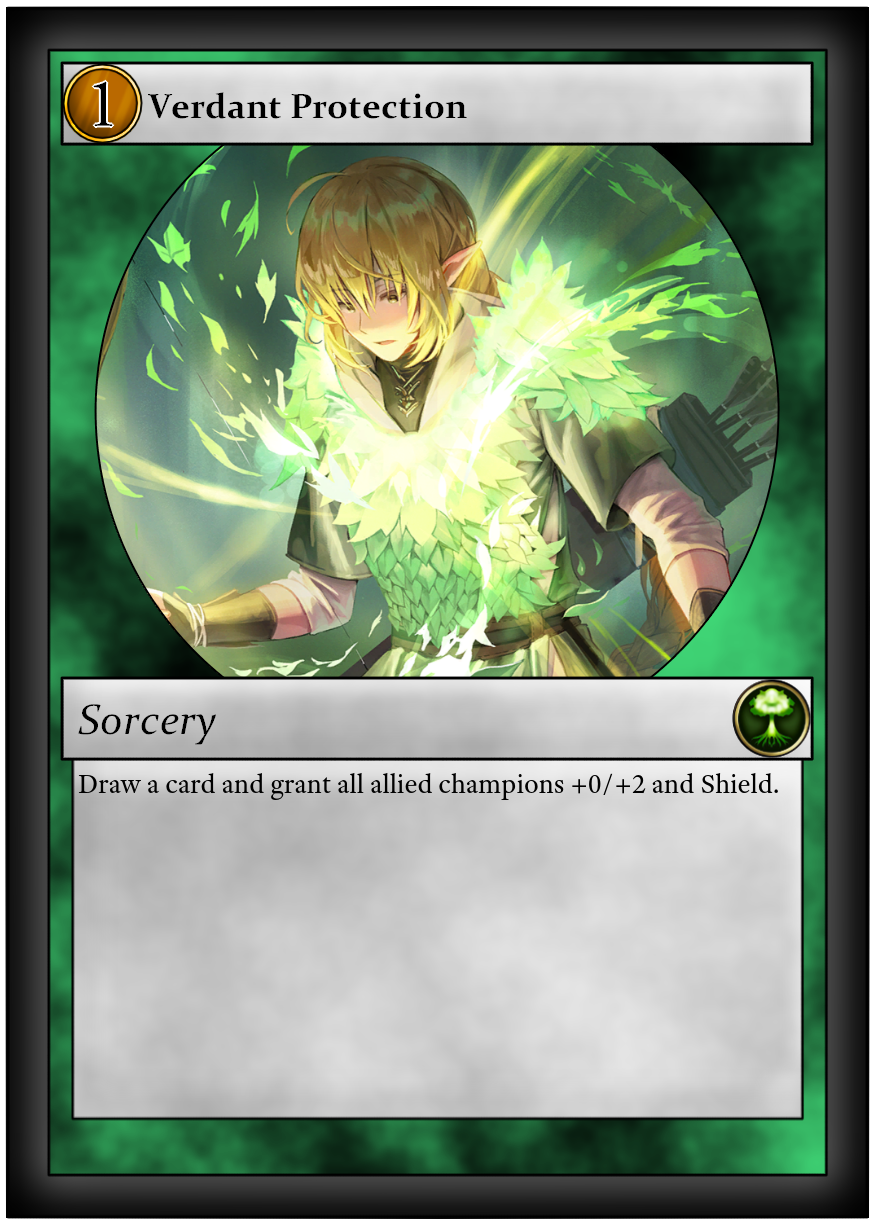 1 Verdant Protection
Sorcery
Draw a card and grant all allied champions +0/+2 and Shield.